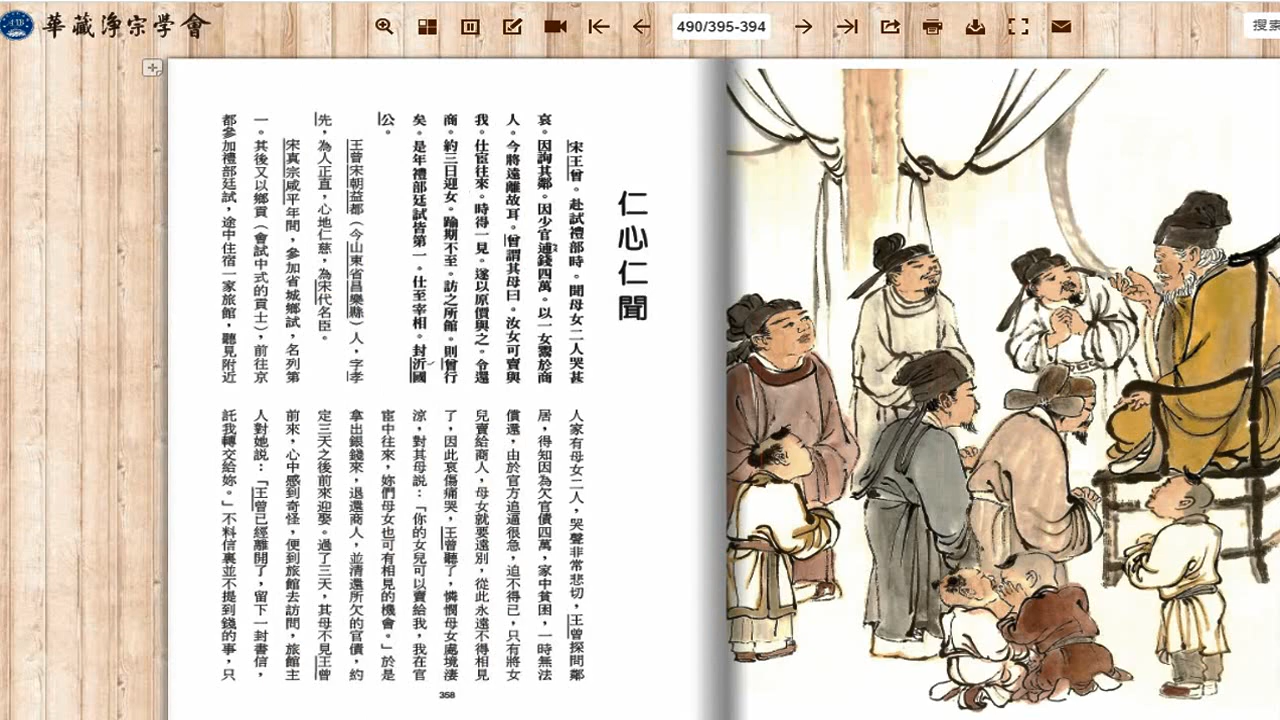 華藏淨宗學會
490/395-394
搜索
仁心仁聞
宋王曾。赴試禮部時。聞母女二人哭甚
哀。因詢其鄰。因少官逋錢四萬。以一女鬻於商
人。今將遠離故耳。曾謂其母曰。汝女可賣與
我。仕宦往來。時得一見。遂以原價與之。令還
商。約三日迎女。踰期不至。訪之所館。則曾行
矣。是年禮部廷試皆第一。仕至宰相。封沂國
公。
王曾宋朝益都（今山東省昌樂縣）人，字孝
先，為人正直，心地仁慈，為宋代名臣。
宋真宗咸平年間，參加省城鄉試，名列第
一。其後又以鄉貢（會試中式的貢士），前往京
都參加禮部廷試，途中住宿一家旅館，聽見附近
人家有母女二人，哭聲非常悲切，王曾探問鄰
居，得知因為欠官債四萬，家中貧困，一時無法
償還，由於官方追逼很急，迫不得已，只有將女
兒賣給商人，母女就要遠別，從此永遠不得相見
了，因此哀傷痛哭，王曾聽了，憐憫母女處境淒
涼，對其母說：「你的女兒可以賣給我，我在官
宦中往來，妳們母女也可有相見的機會。」於是
拿出銀錢來，退還商人，並清還所欠的官債，約
定三天之後前來迎娶。過了三天，其母不見王曾
前來，心中感到奇怪，便到旅館去訪問，旅館主
人對她說：「王曾已經離開了，留下一封書信，
託我轉交給妳。」不料信裏並不提到錢的事，只
358